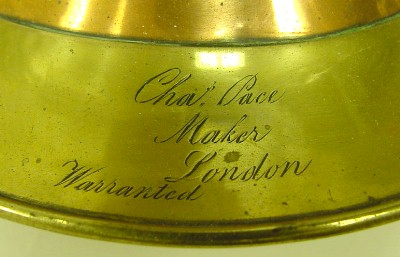 Chaˢ. Pace
Maker
London
Warranted